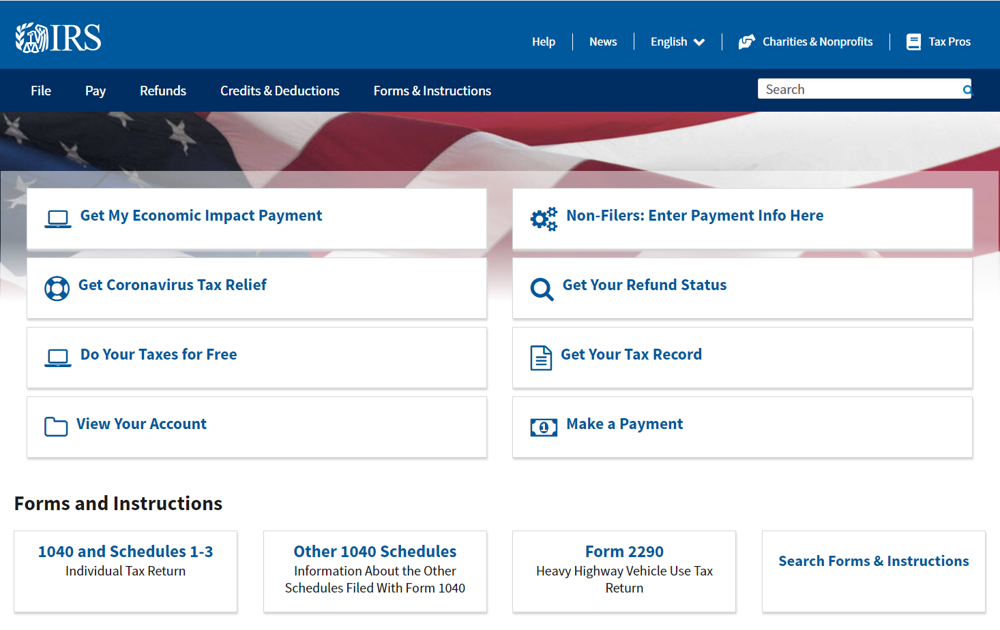 IRS
Help
News
English
Charities & Nonprofits
Tax Pros
File
Pay
Refunds
Credits & Deductions
Forms & Instructions
Search
Get My Economic Impact Payment
Non-Filers: Enter Payment Info Here
Get Coronavirus Tax Relief
Get Your Refund Status
Do Your Taxes for Free
Get Your Tax Record
View Your Account
1
Make a Payment
Forms and Instructions
1040 and Schedules 1-3
Individual Tax Return
Other 1040 Schedules
Information About the Other
Schedules Filed With Form 1040
Form 2290
Heavy Highway Vehicle Use Tax
Return
Search Forms & Instructions